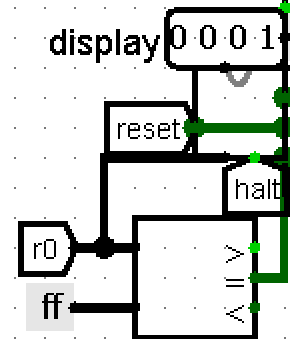 display 0 0 0 1
reset
halt
r0
>
=
ff
<